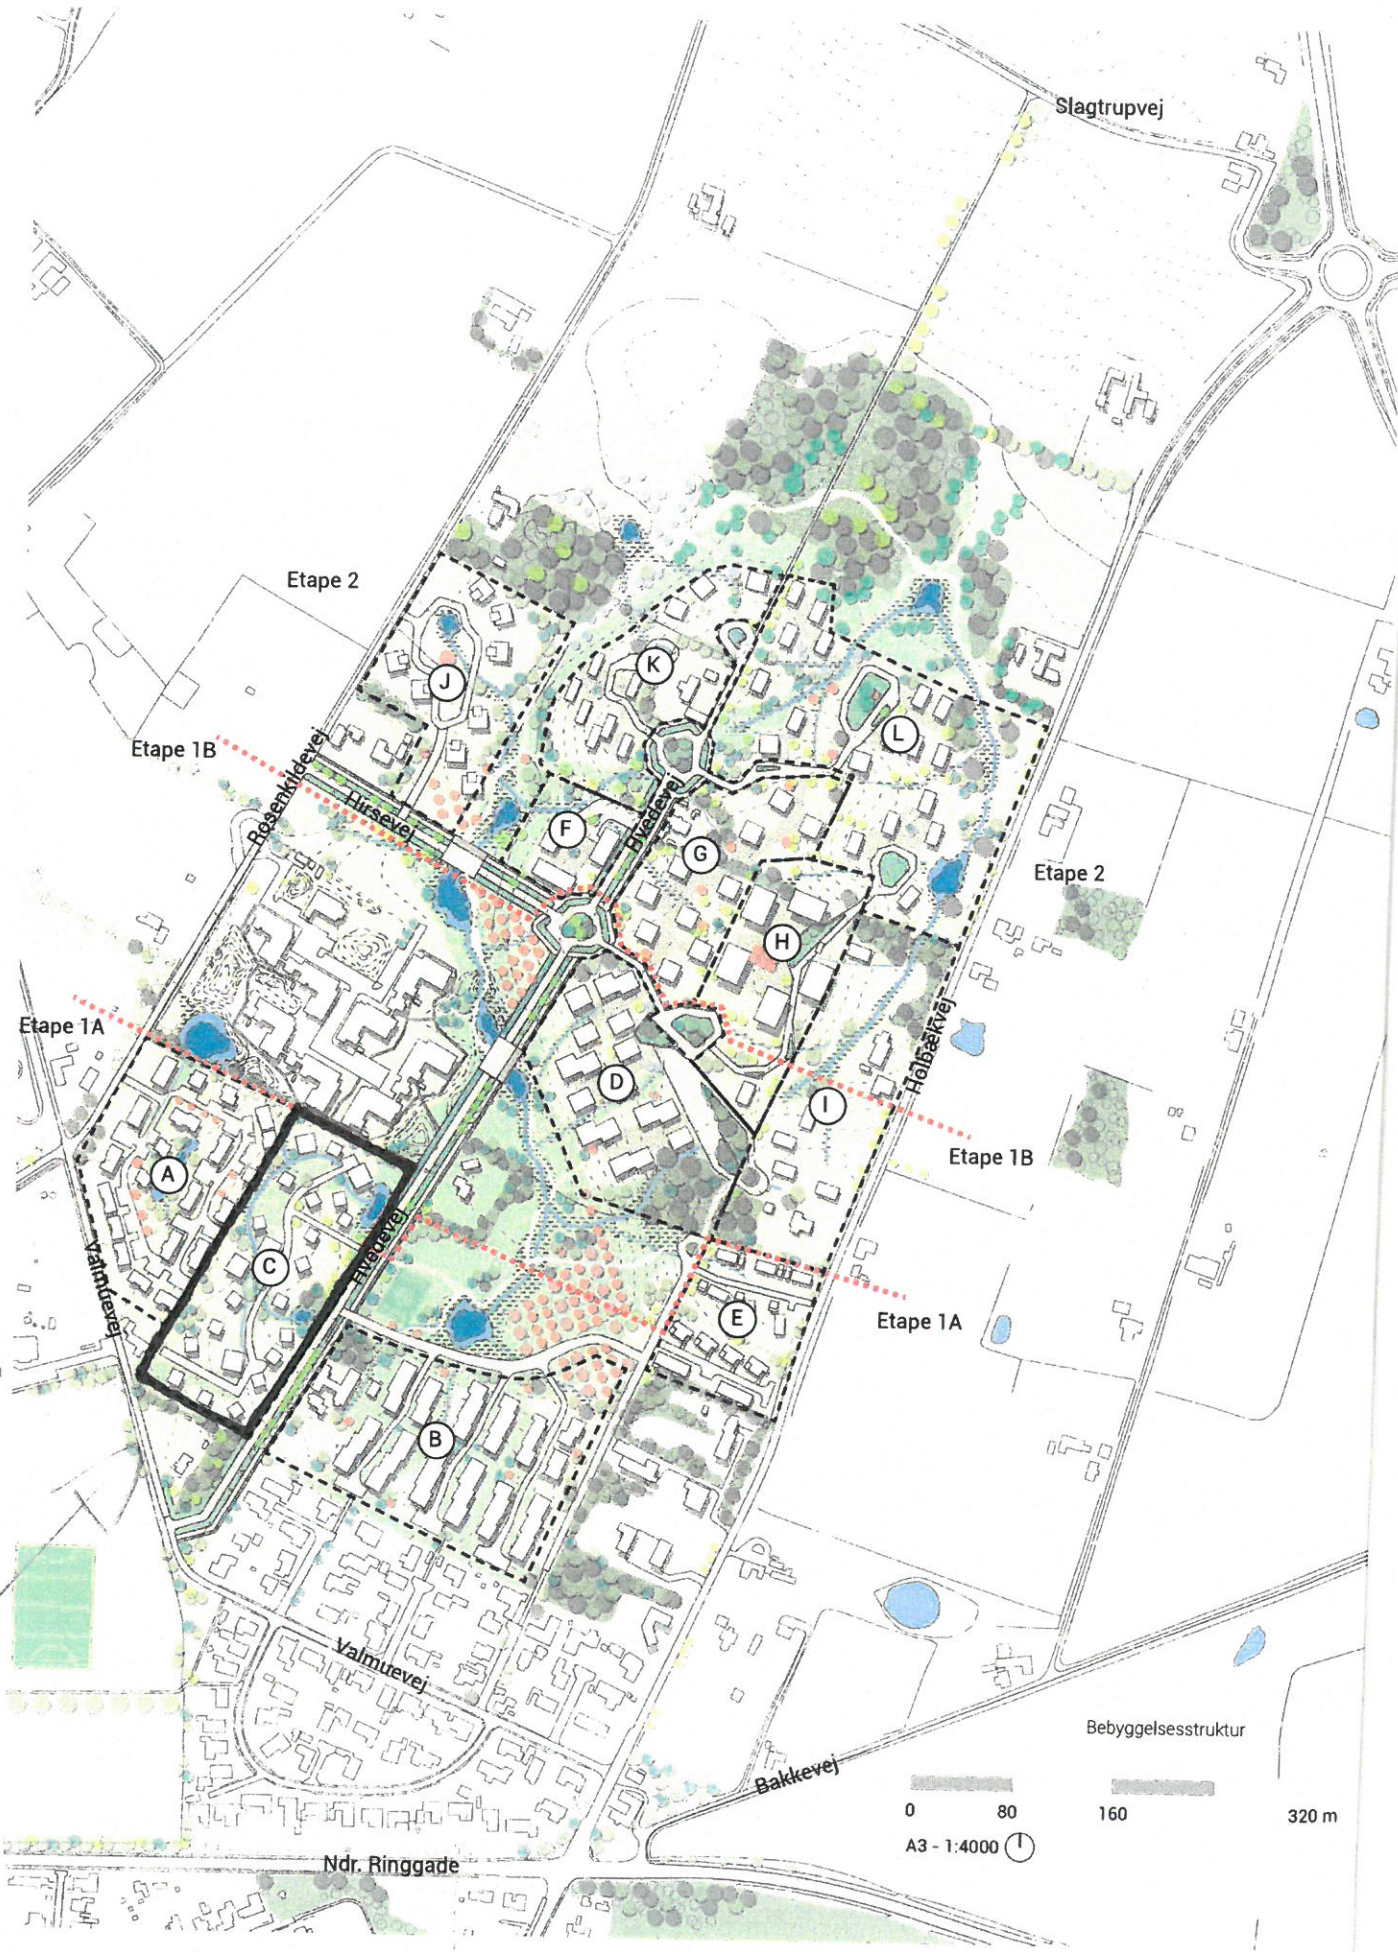 Slagtrupvej
Etape 2
K
J
L
Etape 1B
Rosenkildevej
Hirsevej
Hvedevej
F
G
Etape 2
H
Etape 1A
Holbækvej
D
I
Etape 1B
A
Hvedevej
C
Valmuevej
E
Etape 1A
B
Valmuevej
Bebyggelsesstruktur
Bakkevej
0 80 160 320 m
A3 - 1:4000
Ndr. Ringgade